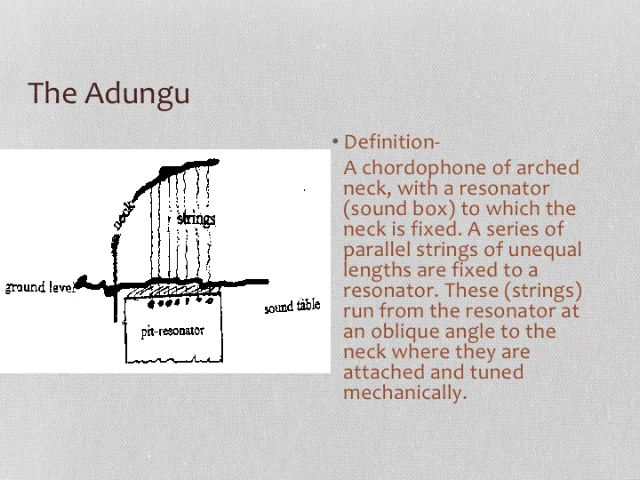 The Adungu
• Definition-
A chordophone of arched
neck, with a resonator
(sound box) to which the
neck is fixed. A series of
parallel strings of unequal
lengths are fixed to a
resonator. These (strings)
run from the resonator at
an oblique angle to the
neck where they are
attached and tuned
mechanically.
neck
strings
ground level
sound table
pit-resonator